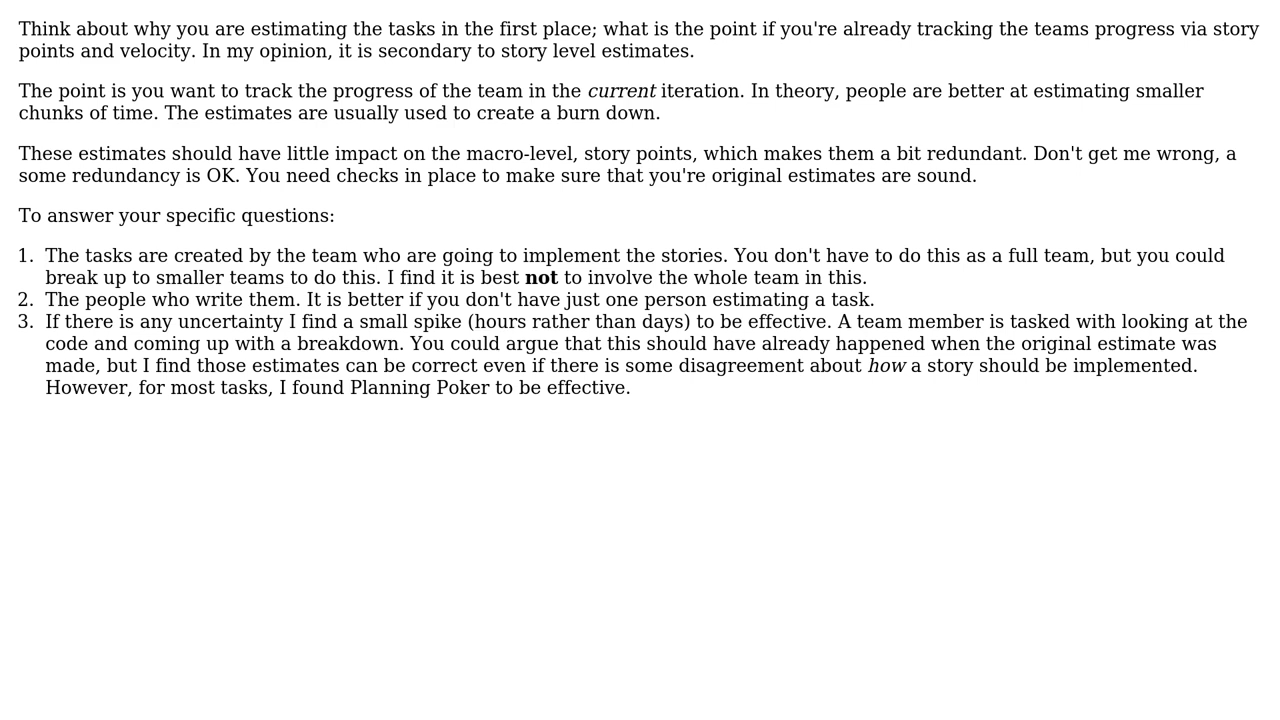 Think about why you are estimating the tasks in the first place; what is the point if you're already tracking the teams progress via story
points and velocity. In my opinion, it is secondary to story level estimates.
The point is you want to track the progress of the team in the current iteration. In theory, people are better at estimating smaller
chunks of time. The estimates are usually used to create a burn down.
These estimates should have little impact on the macro-level, story points, which makes them a bit redundant. Don't get me wrong, a
some redundancy is OK. You need checks in place to make sure that you're original estimates are sound.
To answer your specific questions:
1. The tasks are created by the team who are going to implement the stories. You don't have to do this as a full team, but you could
break up to smaller teams to do this. I find it is best not to involve the whole team in this.
2. The people who write them. It is better if you don't have just one person estimating a task.
3. If there is any uncertainty I find a small spike (hours rather than days) to be effective. A team member is tasked with looking at the
code and coming up with a breakdown. You could argue that this should have already happened when the original estimate was
made, but I find those estimates can be correct even if there is some disagreement about how a story should be implemented.
However, for most tasks, I found Planning Poker to be effective.